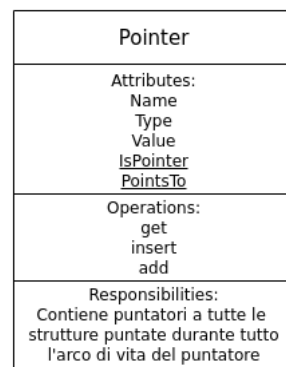 Pointer
Attributes:
Name
Type
Value
IsPointer
PointsTo
Operations:
get
insert
add
Responsibilities:
Contiene puntatori a tutte le
strutture puntate durante tutto
l'arco di vita del puntatore